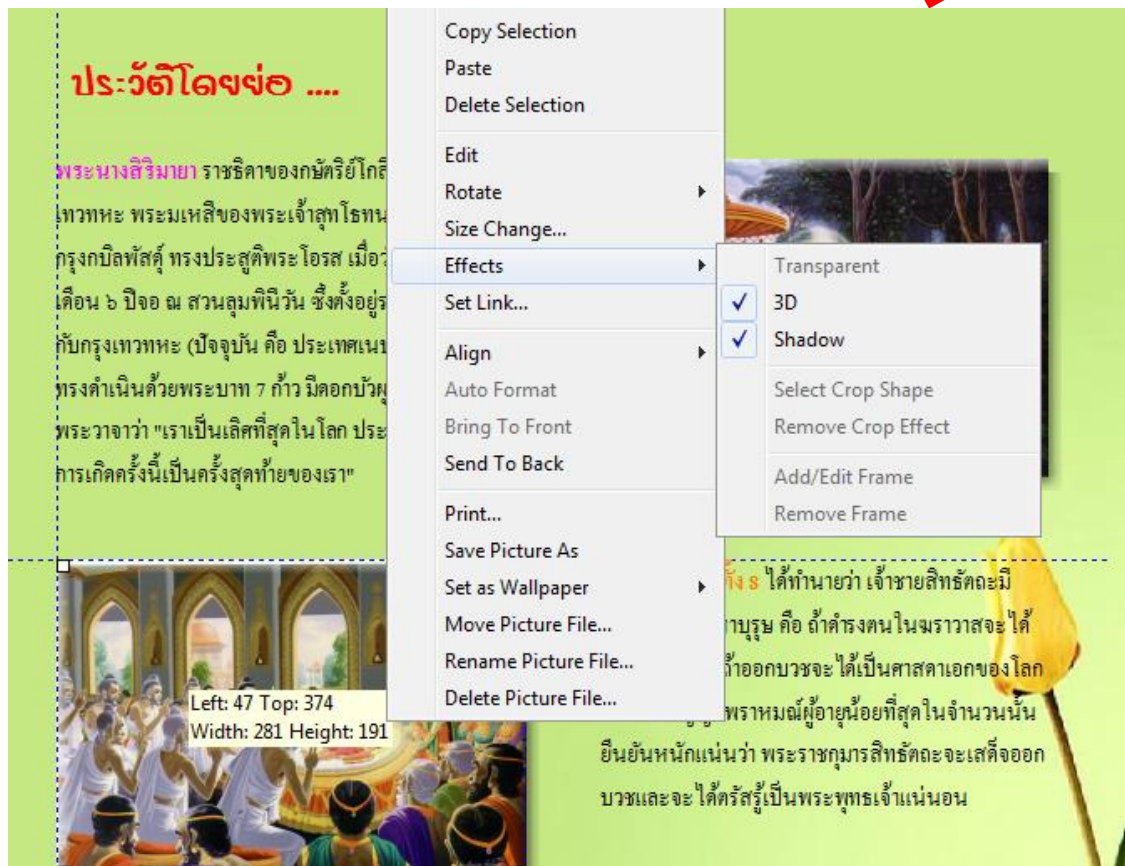 ประวัติโดยย่อ ....
พระนางสิริมายา ราชธิดาของกษัตริย์
เทวทหะ พระมเหสีของพระเจ้าสุทโธทน
กรุงกบิลพัสดุ์ ทรงประสูติพระโอรส
เดือน ๖ ปีจอ ณ สวนลุมพินีวัน ซึ่งตั้งอยู่
กับกรุงเทวทหะ (ปัจจุบัน คือ ประเทศเนป
ทรงดำเนินด้วยพระบาท 7 ก้าว มีดอกบัว
พระวาจาว่า "เราเป็นเลิศที่สุดในโลก ประ
การเกิดครั้งนี้เป็นครั้งสุดท้ายของเรา"
Copy Selection
Paste
Delete Selection
Edit
Rotate
Size Change...
Effects
Set Link...
Align
Auto Format
Bring To Front
Send To Back
Print...
Save Picture As
Set as Wallpaper
Move Picture File...
Rename Picture File...
Delete Picture File...
Transparent
3D
Shadow
Select Crop Shape
Remove Crop Effect
Add/Edit Frame
Remove Frame
Left: 47 Top: 374
Width: 281 Height: 191
ทั้ง 8 ได้ทำนายว่า เจ้าชายสิทธัตถะมี
าบุรุษ คือ ถ้าดำรงตนในฆราวาสจะได้
ถ้าออกบวชจะได้เป็นศาสดาเอกของโลก
พราหมณ์ผู้อายุน้อยที่สุดในจำนวนนั้น
ยืนยันหนักแน่นว่า พระราชกุมารสิทธัตถะจะเสด็จออก
บวชและจะได้ตรัสรู้เป็นพระพุทธเจ้าแน่นอน